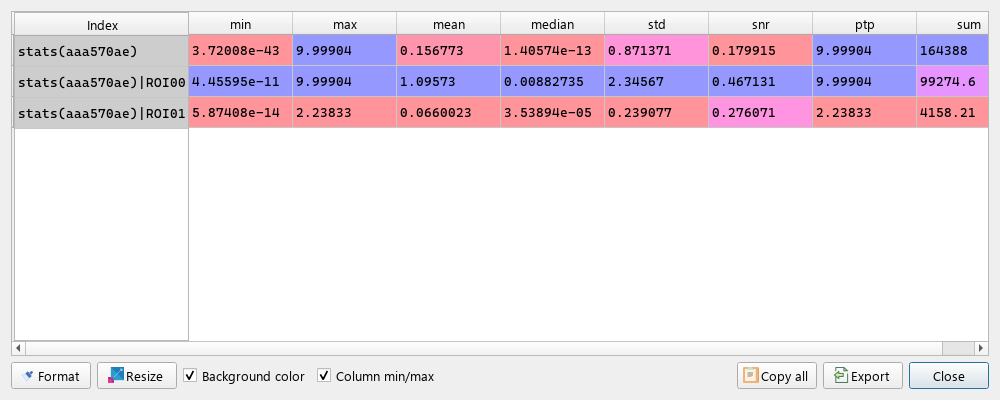 Index min max mean median std snr ptp sum
stats(aaa570ae) 3.72008e-43 9.99904 0.156773 1.40574e-13 0.871371 0.179915 9.99904 164388
stats(aaa570ae)|ROI00 4.45595e-11 9.99904 1.09573 0.00882735 2.34567 0.467131 9.99904 99274.6
stats(aaa570ae)|ROI01 5.87408e-14 2.23833 0.0660023 3.53894e-05 0.239077 0.276071 2.23833 4158.21
Format Resize Background color Column min/max Copy all Export Close